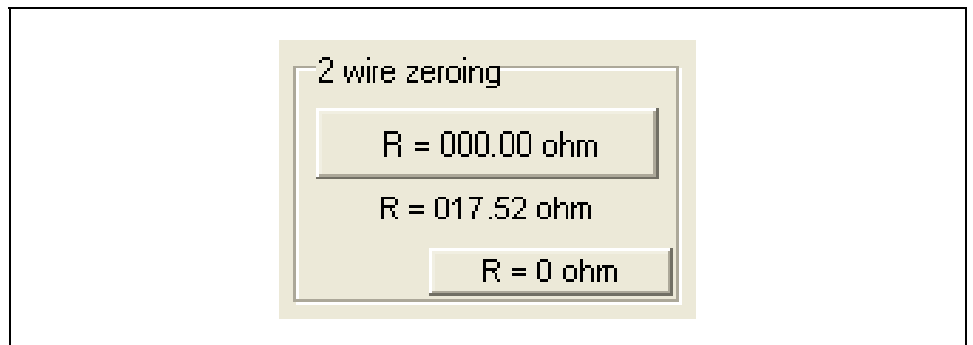 2 wire zeroing
R = 000.00 ohm
R = 017.52 ohm
R = 0 ohm